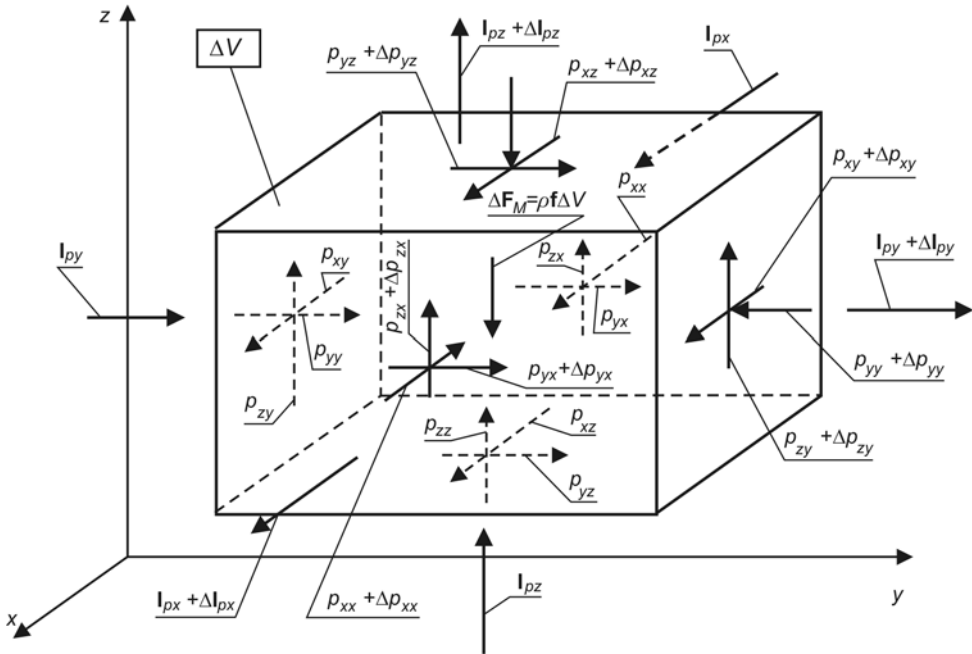 z
ΔV
I_pz + ΔI_pz
p_yz + Δp_yz
p_xz + Δp_xz
I_px
p_xy + Δp_xy
p_xx
ΔF_M=ρfΔV
I_py
p_xy
p_zx + Δp_zx
p_zx
I_py + ΔI_py
p_yx
p_yy
p_yx + Δp_yx
p_yy + Δp_yy
p_zy
p_zz
p_xz
p_zy + Δp_zy
p_yz
I_px + ΔI_px
p_xx + Δp_xx
I_pz
x
y